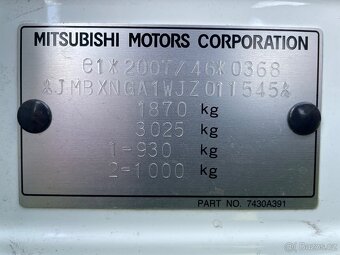 MITSUBISHI MOTORS CORPORATION
e1*2007/46*0368
JMBXNGA1WJZ011545
1870 kg
3025 kg
1-930 kg
2-1000 kg
PART NO. 7430A391